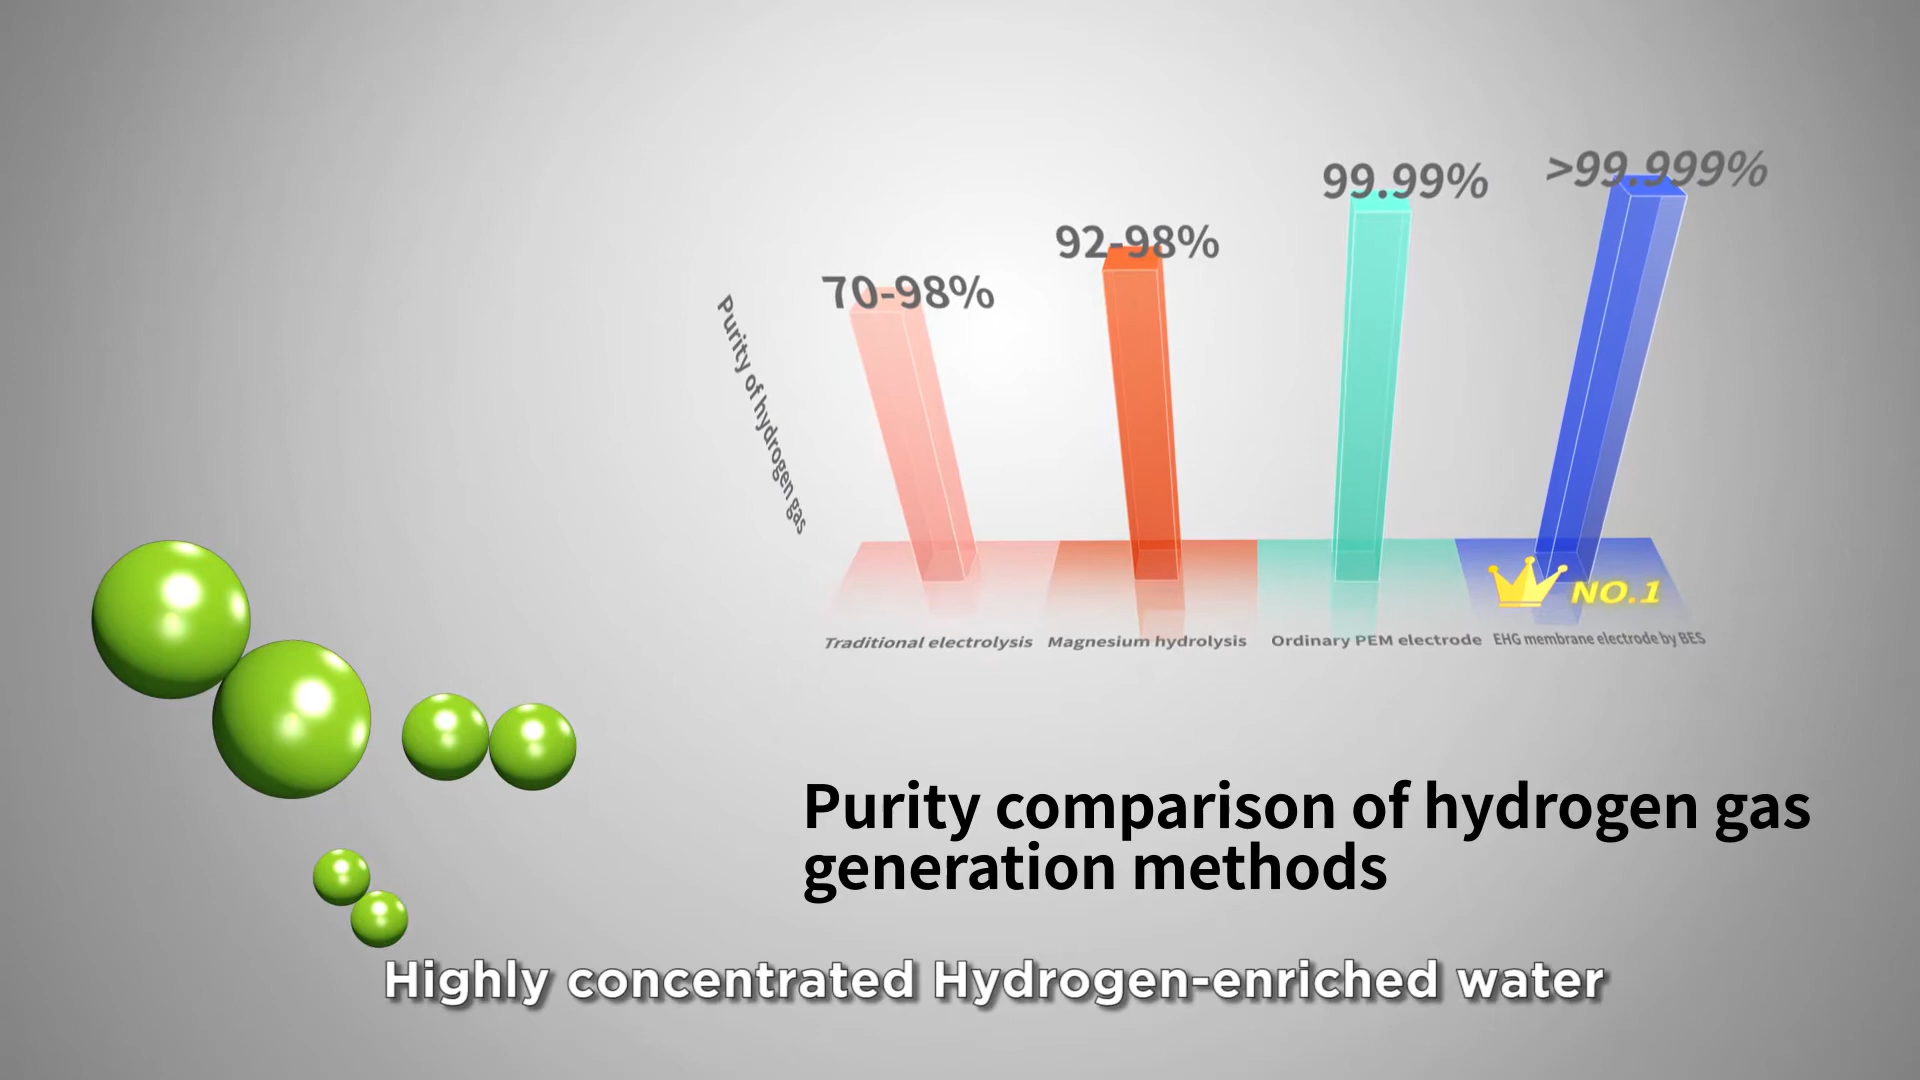 70-98%
92-98%
99.99%
>99.999%
Purity of hydrogen gas
NO.1
Traditional electrolysis
Magnesium hydrolysis
Ordinary PEM electrode
EHG membrane electrode by BES
Purity comparison of hydrogen gas
generation methods
Highly concentrated Hydrogen-enriched water